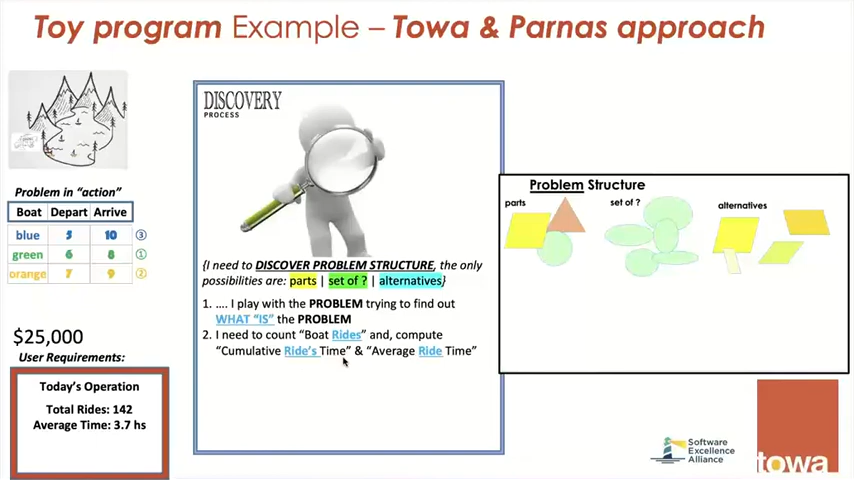 Toy program Example – Towa & Parnas approach
Problem in “action”
Boat Depart Arrive
blue 5 10 ③
green 6 8 ①
orange 7 9 ②
$25,000
User Requirements:
Today’s Operation
Total Rides: 142
Average Time: 3.7 hs
DISCOVERY
PROCESS
{I need to DISCOVER PROBLEM STRUCTURE, the only
possibilities are: parts | set of ? | alternatives}
1. .... I play with the PROBLEM trying to find out
WHAT “IS” the PROBLEM
2. I need to count “Boat Rides” and, compute
“Cumulative Ride’s Time” & “Average Ride Time”
Problem Structure
parts set of ? alternatives
Software
Excellence
Alliance
towa